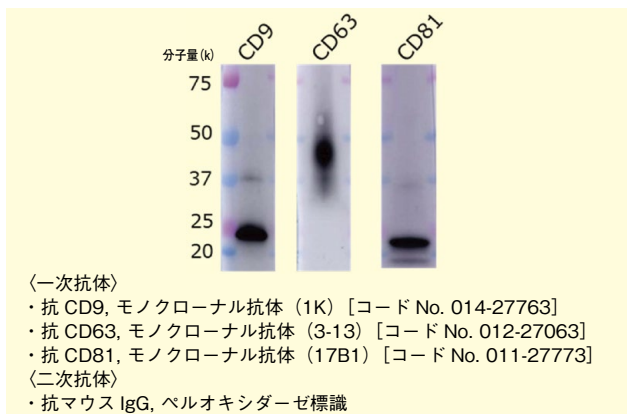 分子量(k)
CD9
CD63
CD81
75
50
37
25
20
〈一次抗体〉
・抗 CD9, モノクローナル抗体（1K）［コード No. 014-27763］
・抗 CD63, モノクローナル抗体（3-13）［コード No. 012-27063］
・抗 CD81, モノクローナル抗体（17B1）［コード No. 011-27773］
〈二次抗体〉
・抗マウス IgG, ペルオキシダーゼ標識